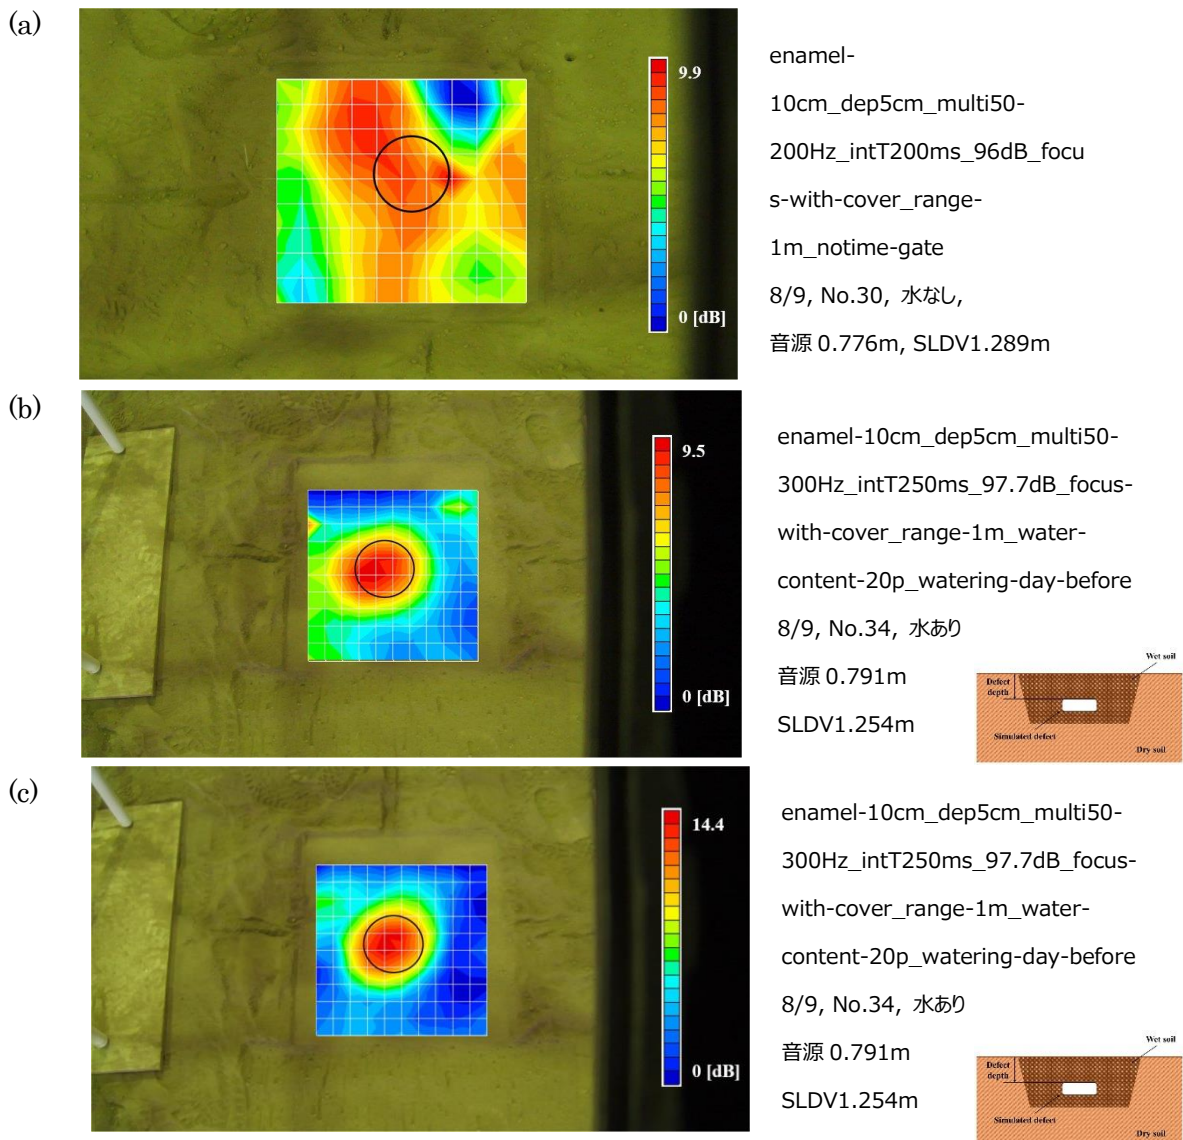 (a)
9.9
0 [dB]
enamel-
10cm_dep5cm_multi50-
200Hz_intT200ms_96dB_focu
s-with-cover_range-
1m_notime-gate
8/9, No.30, 水なし,
音源 0.776m, SLDV1.289m
(b)
9.5
0 [dB]
enamel-10cm_dep5cm_multi50-
300Hz_intT250ms_97.7dB_focus-
with-cover_range-1m_water-
content-20p_watering-day-before
8/9, No.34, 水あり
音源 0.791m
SLDV1.254m
Wet soil
Defect
depth
Simulated defect
Dry soil
(c)
14.4
0 [dB]
enamel-10cm_dep5cm_multi50-
300Hz_intT250ms_97.7dB_focus-
with-cover_range-1m_water-
content-20p_watering-day-before
8/9, No.34, 水あり
音源 0.791m
SLDV1.254m
Wet soil
Defect
depth
Simulated defect
Dry soil